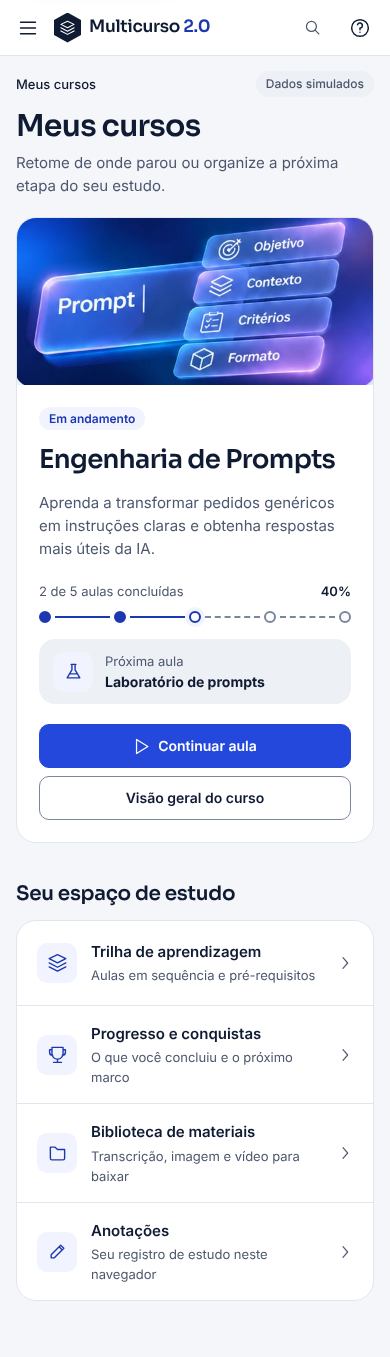 Multicurso 2.0
Meus cursos
Dados simulados
Meus cursos
Retome de onde parou ou organize a próxima
etapa do seu estudo.
Prompt
Objetivo
Contexto
Critérios
Formato
Em andamento
Engenharia de Prompts
Aprenda a transformar pedidos genéricos
em instruções claras e obtenha respostas
mais úteis da IA.
2 de 5 aulas concluídas
40%
Próxima aula
Laboratório de prompts
Continuar aula
Visão geral do curso
Seu espaço de estudo
Trilha de aprendizagem
Aulas em sequência e pré-requisitos
Progresso e conquistas
O que você concluiu e o próximo
marco
Biblioteca de materiais
Transcrição, imagem e vídeo para
baixar
Anotações
Seu registro de estudo neste
navegador